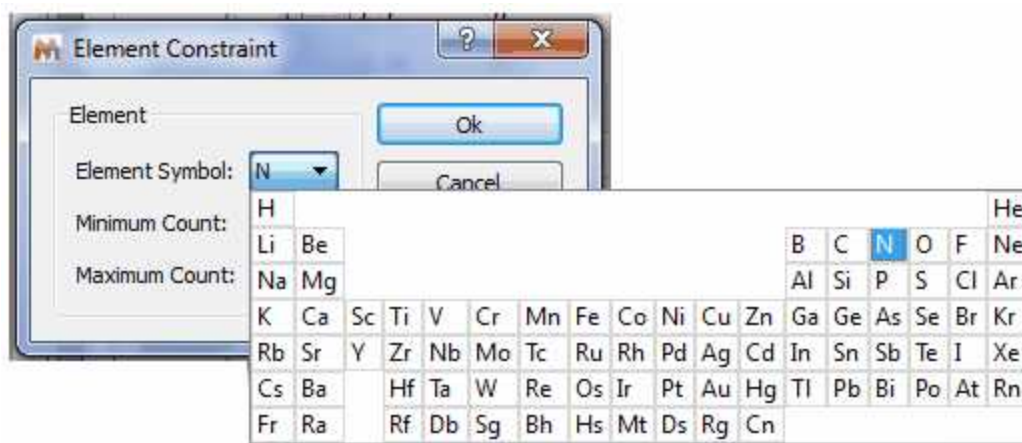 Element Constraint ?
Element
Ok
Element Symbol: N
Cancel
Minimum Count:
Maximum Count:
H He
Li Be B C N O F Ne
Na Mg Al Si P S Cl Ar
K Ca Sc Ti V Cr Mn Fe Co Ni Cu Zn Ga Ge As Se Br Kr
Rb Sr Y Zr Nb Mo Tc Ru Rh Pd Ag Cd In Sn Sb Te I Xe
Cs Ba Hf Ta W Re Os Ir Pt Au Hg Tl Pb Bi Po At Rn
Fr Ra Rf Db Sg Bh Hs Mt Ds Rg Cn